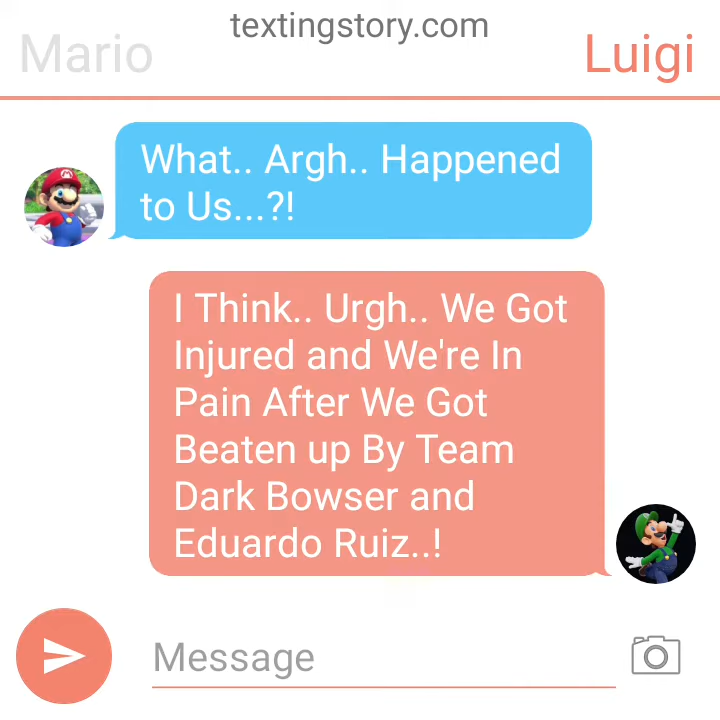 textingstory.com
Mario
Luigi
What.. Argh.. Happened
to Us...?!
I Think.. Urgh.. We Got
Injured and We're In
Pain After We Got
Beaten up By Team
Dark Bowser and
Eduardo Ruiz..!
Message